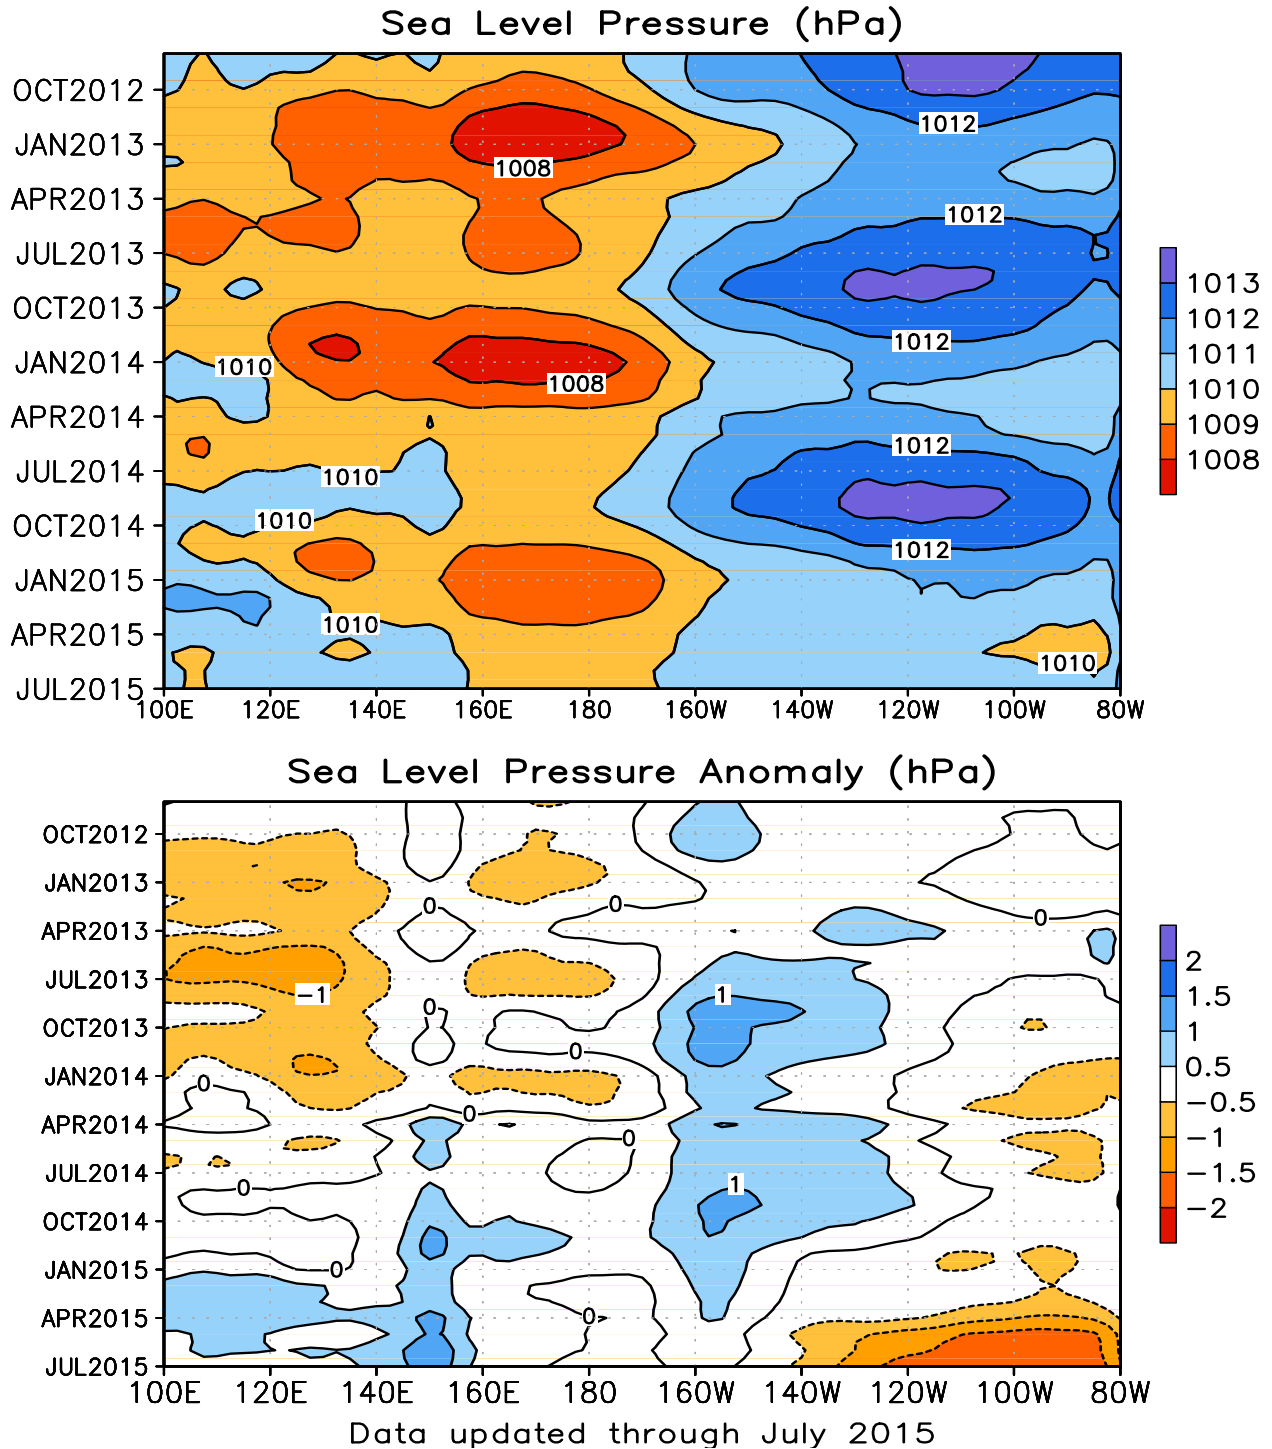 Sea Level Pressure (hPa)
OCT2012
JAN2013
APR2013
JUL2013
OCT2013
JAN2014
APR2014
JUL2014
OCT2014
JAN2015
APR2015
JUL2015
1012
1008
1012
1012
1010
1008
1012
1010
1010
1012
1010
1010
1013
1012
1011
1010
1009
1008
100E 120E 140E 160E 180 160W 140W 120W 100W 80W
Sea Level Pressure Anomaly (hPa)
OCT2012
JAN2013
APR2013
JUL2013
OCT2013
JAN2014
APR2014
JUL2014
OCT2014
JAN2015
APR2015
JUL2015
0
0
0
-1
1
0
0
0
0
0
0
1
0
0
2
1.5
1
0.5
-0.5
-1
-1.5
-2
100E 120E 140E 160E 180 160W 140W 120W 100W 80W
Data updated through July 2015